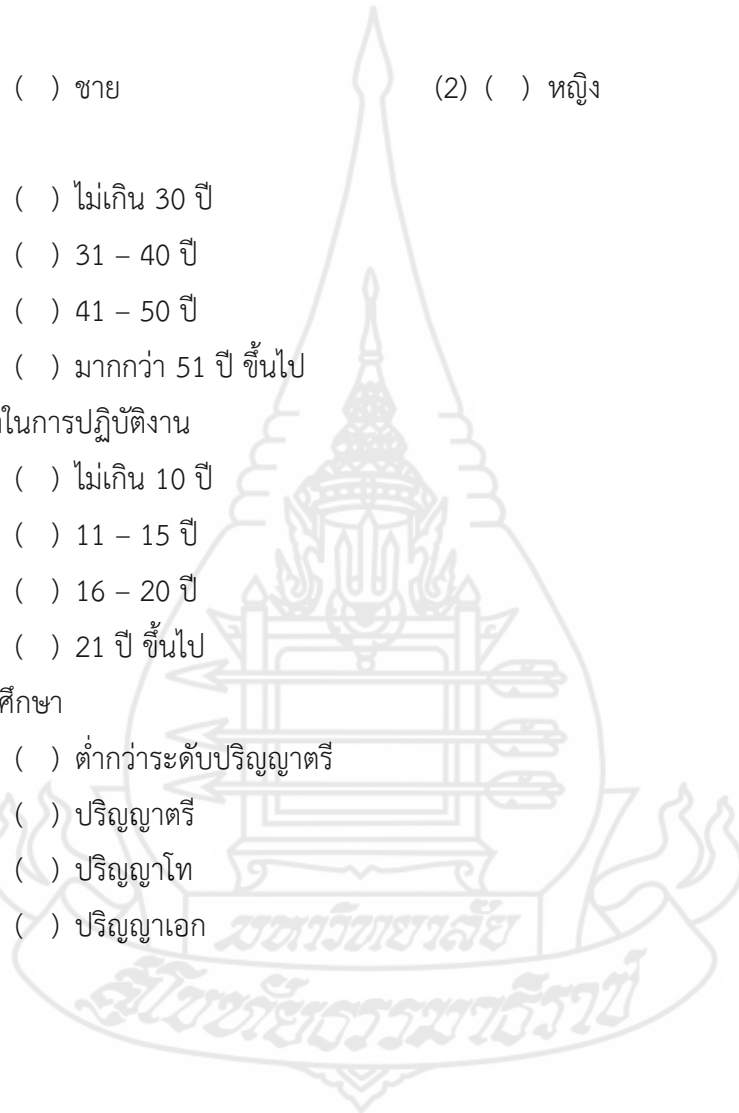 ( ) ชาย (2) ( ) หญิง
( ) ไม่เกิน 30 ปี
( ) 31 – 40 ปี
( ) 41 – 50 ปี
( ) มากกว่า 51 ปี ขึ้นไป
ในการปฏิบัติงาน
( ) ไม่เกิน 10 ปี
( ) 11 – 15 ปี
( ) 16 – 20 ปี
( ) 21 ปี ขึ้นไป
ศึกษา
( ) ต่ำกว่าระดับปริญญาตรี
( ) ปริญญาตรี
( ) ปริญญาโท
( ) ปริญญาเอก
มหาวิทยาลัย
สุโขทัยธรรมาธิราช